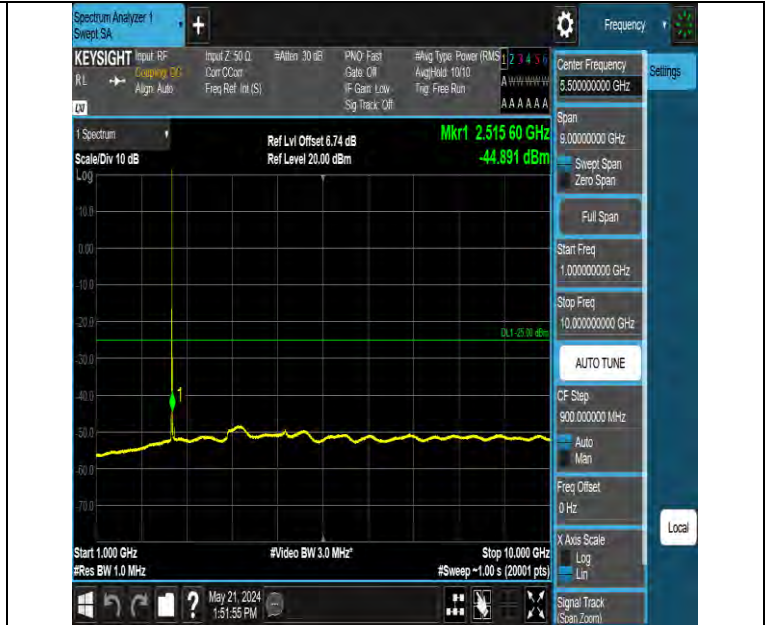 Spectrum Analyzer 1
Swept SA
Frequency
KEYSIGHT
RL
Input: RF
Coupling: DC
Align: Auto
Input Z: 50 Ω
Corr CCorr
Freq Ref: Int (S)
#Atten: 30 dB
PNO: Fast
Gate: Off
IF Gain: Low
Sig Track: Off
#Avg Type: Power (RMS
Avg|Hold: 10/10
Trig: Free Run
1 2 3 4 5 6
A W W W W W
A A A A A A
1 Spectrum
Scale/Div 10 dB
Log
Ref Lvl Offset 6.74 dB
Ref Level 20.00 dBm
Mkr1 2.515 60 GHz
-44.891 dBm
10.0
0.00
-10.0
-20.0
-30.0
-40.0
-50.0
-60.0
-70.0
DL1 -25.00 dBm
1
Start 1.000 GHz
#Res BW 1.0 MHz
#Video BW 3.0 MHz*
Stop 10.000 GHz
#Sweep ~1.00 s (20001 pts)
May 21, 2024
1:51:55 PM
Center Frequency
5.500000000 GHz
Settings
Span
9.00000000 GHz
Swept Span
Zero Span
Full Span
Start Freq
1.000000000 GHz
Stop Freq
10.000000000 GHz
AUTO TUNE
CF Step
900.000000 MHz
Auto
Man
Freq Offset
0 Hz
X Axis Scale
Log
Lin
Local
Signal Track
(Span Zoom)